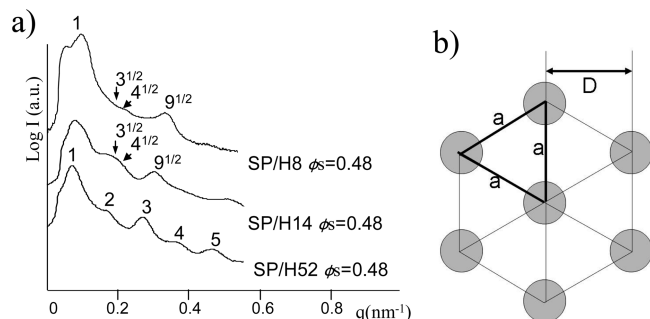 a)
Log I (a.u.)
1
3^{1/2}
4^{1/2}
9^{1/2}
SP/H8 ϕs=0.48
3^{1/2}
4^{1/2}
9^{1/2}
1
SP/H14 ϕs=0.48
2
3
4
5
SP/H52 ϕs=0.48
0
0.2
0.4
0.6
0.8
q(nm⁻¹)
b)
D
a
a
a